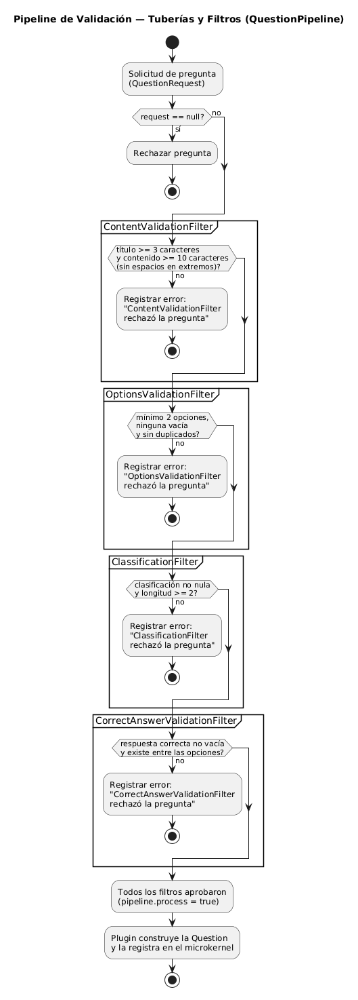 Pipeline de Validación — Tuberías y Filtros (QuestionPipeline)
Solicitud de pregunta
(QuestionRequest)
request == null?
no
sí
Rechazar pregunta
ContentValidationFilter
título >= 3 caracteres
y contenido >= 10 caracteres
(sin espacios en extremos)?
no
Registrar error:
"ContentValidationFilter
rechazó la pregunta"
OptionsValidationFilter
mínimo 2 opciones,
ninguna vacía
y sin duplicados?
no
Registrar error:
"OptionsValidationFilter
rechazó la pregunta"
ClassificationFilter
clasificación no nula
y longitud >= 2?
no
Registrar error:
"ClassificationFilter
rechazó la pregunta"
CorrectAnswerValidationFilter
respuesta correcta no vacía
y existe entre las opciones?
no
Registrar error:
"CorrectAnswerValidationFilter
rechazó la pregunta"
Todos los filtros aprobaron
(pipeline.process = true)
Plugin construye la Question
y la registra en el microkernel